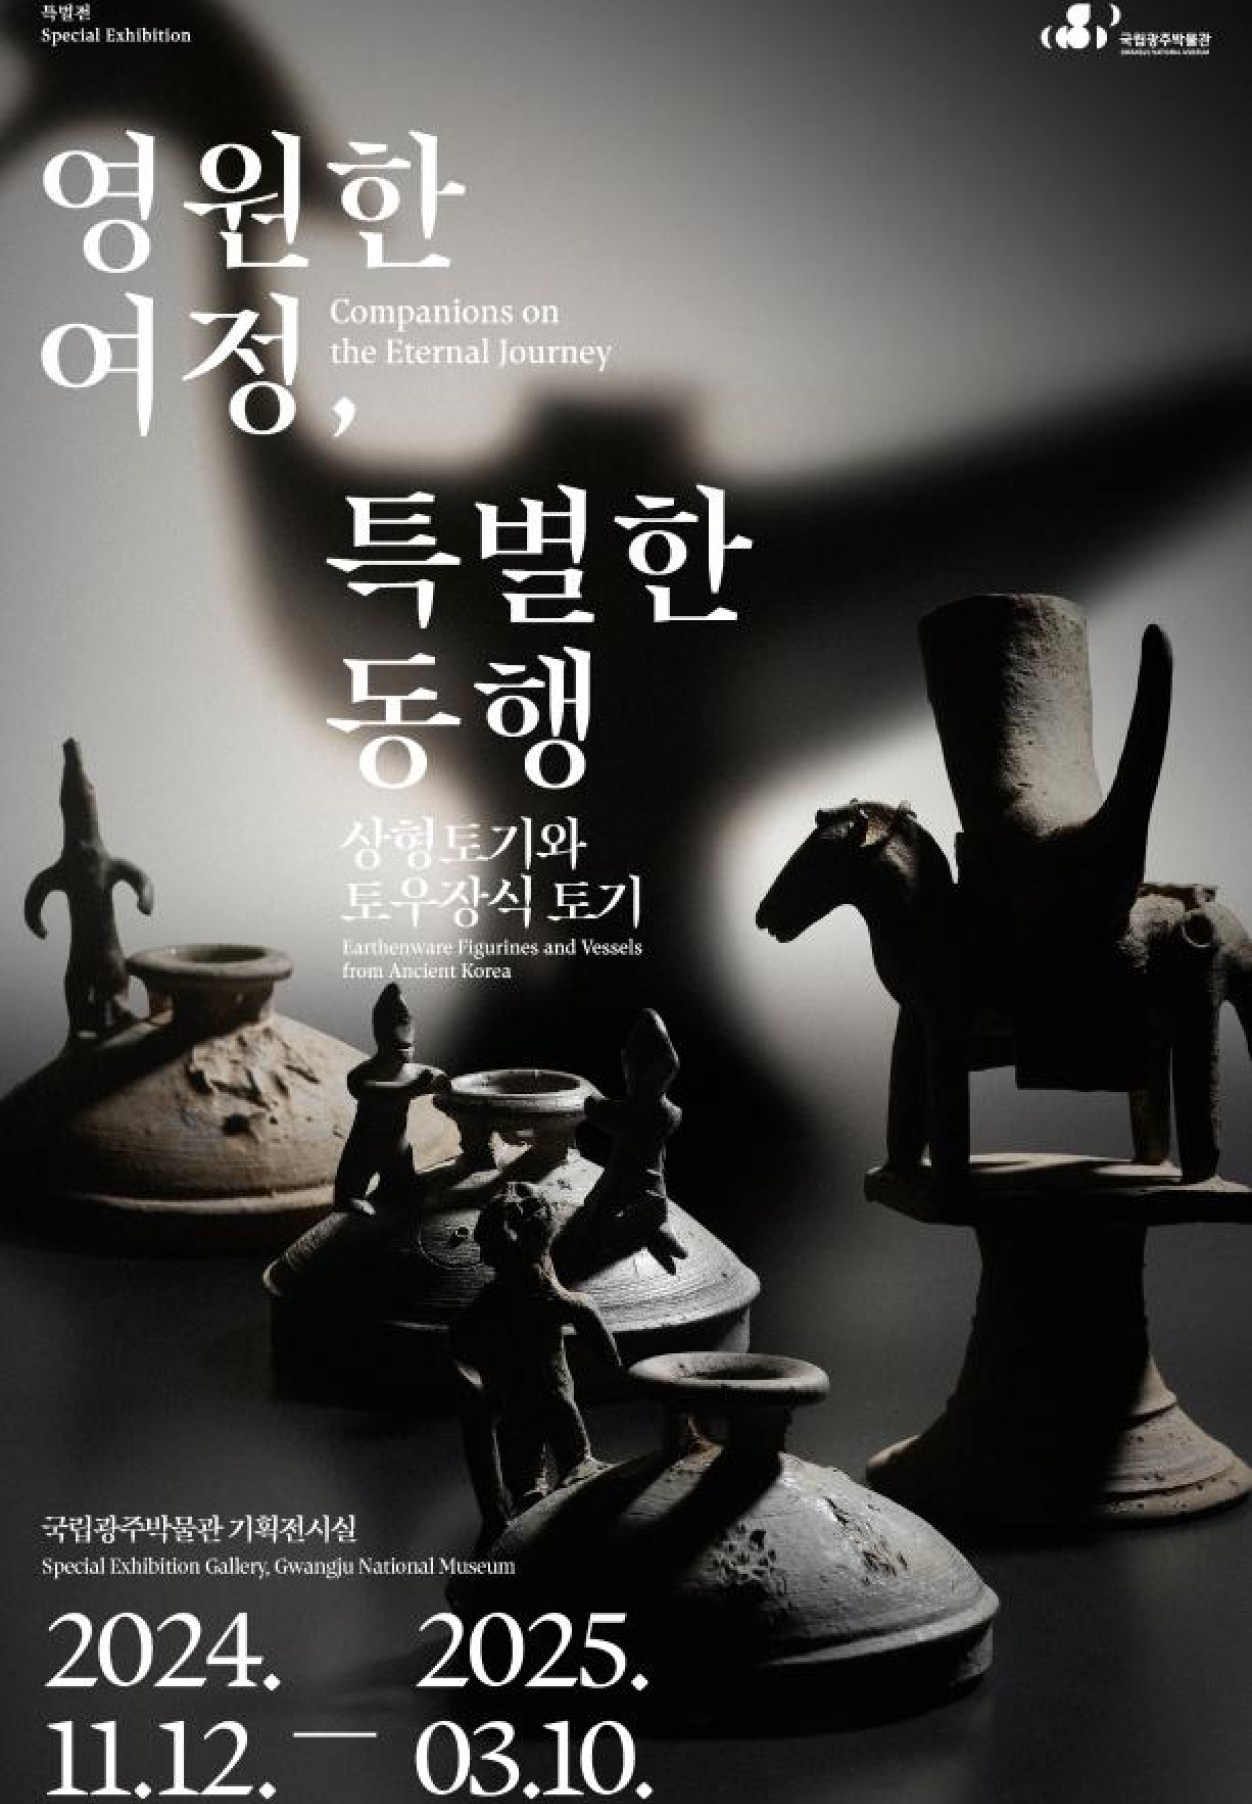 특별전
Special Exhibition
국립광주박물관
GWANGJU NATIONAL MUSEUM
영원한
여정,
Companions on
the Eternal Journey
특별한
동행
상형토기와
토우장식 토기
Earthenware Figurines and Vessels
from Ancient Korea
국립광주박물관 기획전시실
Special Exhibition Gallery, Gwangju National Museum
2024. 2025.
11.12. — 03.10.